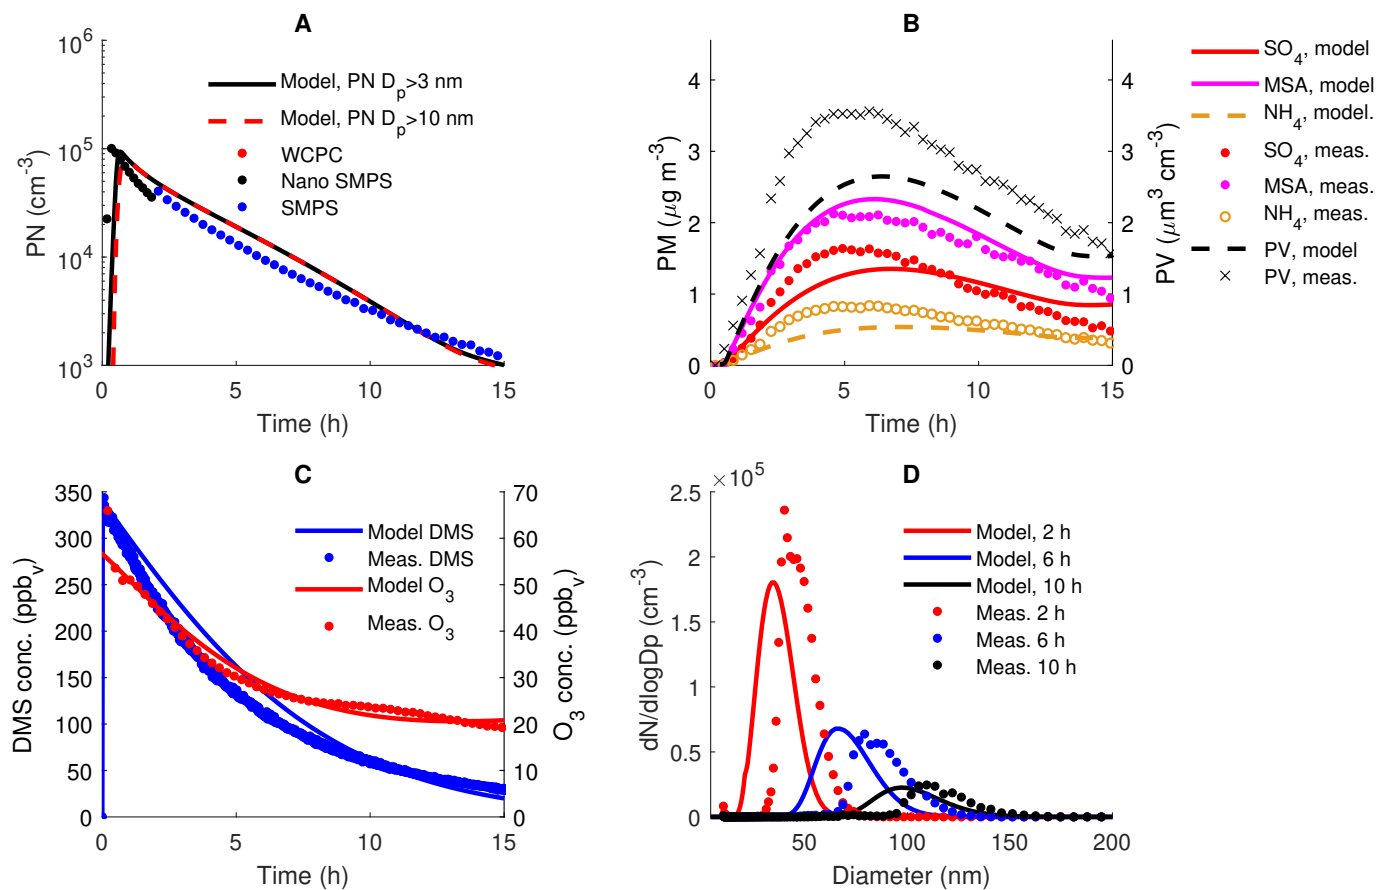 A
10^6
10^5
10^4
10^3
PN (cm^-3)
Model, PN D_p>3 nm
Model, PN D_p>10 nm
WCPC
Nano SMPS
SMPS
0
5
10
15
Time (h)
B
4
3
2
1
0
PM (μg m^-3)
4
3
2
1
0
PV (μm^3 cm^-3)
0
5
10
15
Time (h)
SO_4, model
MSA, model
NH_4, model.
SO_4, meas.
MSA, meas.
NH_4, meas.
PV, model
PV, meas.
C
350
300
250
200
150
100
50
0
DMS conc. (ppb_v)
Model DMS
Meas. DMS
Model O_3
Meas. O_3
70
60
50
40
30
20
10
0
O_3 conc. (ppb_v)
0
5
10
15
Time (h)
D
×10^5
2.5
2
1.5
1
0.5
0
dN/dlogDp (cm^-3)
Model, 2 h
Model, 6 h
Model, 10 h
Meas. 2 h
Meas. 6 h
Meas. 10 h
50
100
150
200
Diameter (nm)